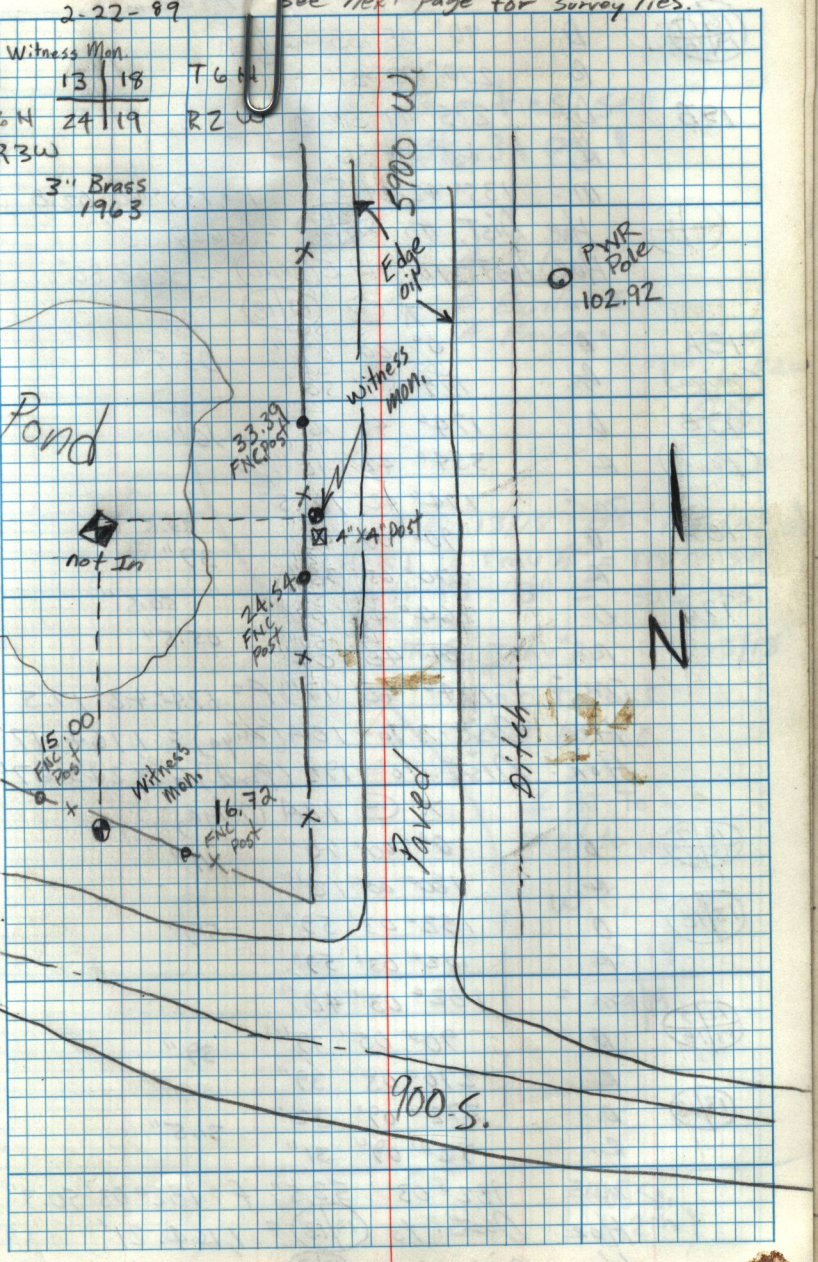 2-22-89
See next page for survey ties.
Witness Mon.
13 | 18 T6N
6N 24 | 19 R2W
R3W
3" Brass
1963
5900 W.
Edge
oil
PWR
Pole
102.92
Witness
mon.
Pond
33.39
FNC.Post
4"x4" post
not In
24.54
FNC
Post
N
15.00
FNC
Post
Witness
Mon.
16.72
FNC
Post
Paved
Ditch
900 S.